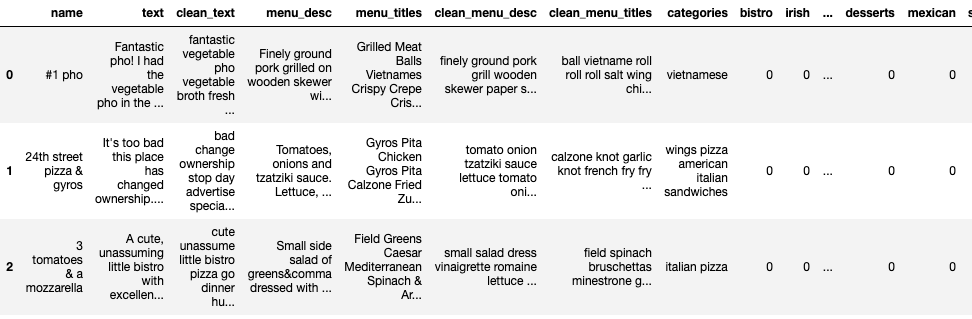 name text clean_text menu_desc menu_titles clean_menu_desc clean_menu_titles categories bistro irish ... desserts mexican s
0
#1 pho
Fantastic
pho! I had
the
vegetable
pho in the ...
fantastic
vegetable
pho
vegetable
broth fresh
...
Finely ground
pork grilled on
wooden skewer
wi...
Grilled Meat
Balls
Vietnames
Crispy Crepe
Cris...
finely ground pork
grill wooden
skewer paper s...
ball vietname roll
roll roll salt wing
chi...
vietnamese
0
0
...
0
0
1
24th street
pizza &
gyros
It's too bad
this place
has
changed
ownership....
bad
change
ownership
stop day
advertise
specia...
Tomatoes,
onions and
tzatziki sauce.
Lettuce, ...
Gyros Pita
Chicken
Gyros Pita
Calzone Fried
Zu...
tomato onion
tzatziki sauce
lettuce tomato
oni...
calzone knot garlic
knot french fry fry
...
wings pizza
american
italian
sandwiches
0
0
...
0
0
2
3
tomatoes
& a
mozzarella
A cute,
unassuming
little bistro
with
excellen...
cute
unassume
little bistro
pizza go
dinner
hu...
Small side
salad of
greens&comma
dressed with ...
Field Greens
Caesar
Mediterranean
Spinach &
Ar...
small salad dress
vinaigrette romaine
lettuce ...
field spinach
bruschettas
minestrone g...
italian pizza
0
0
...
0
0